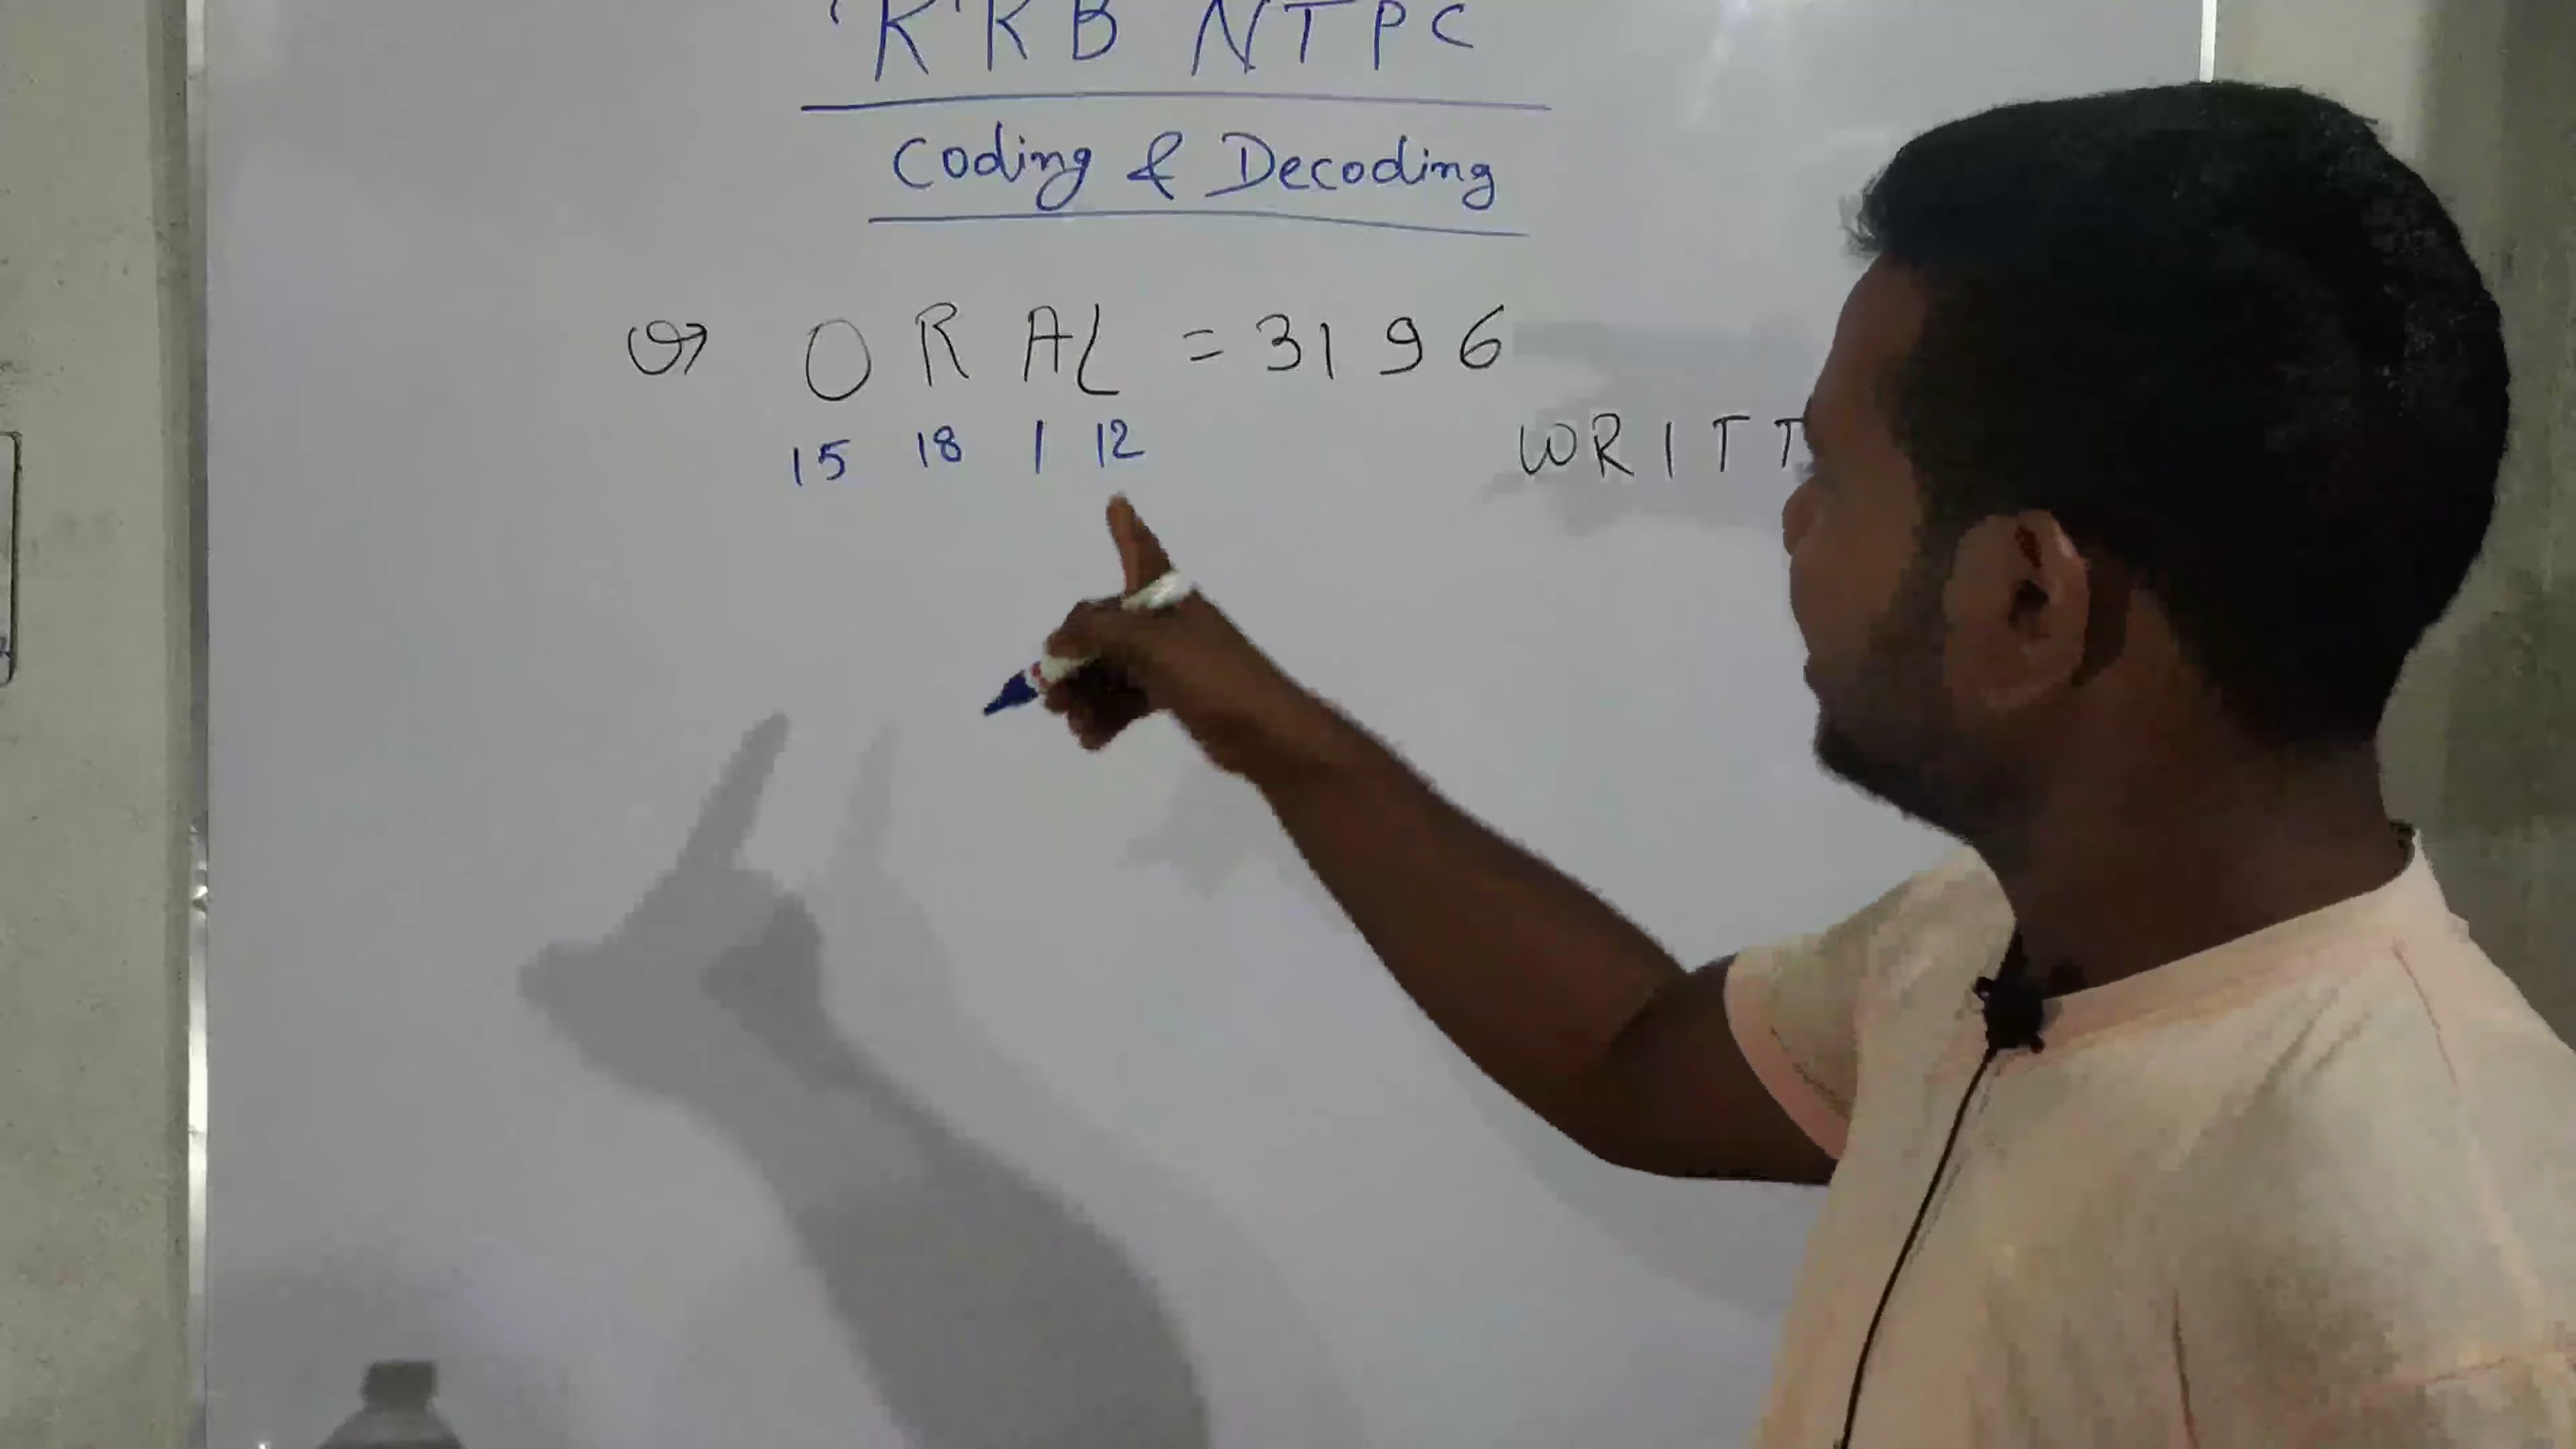 RRB NTPC
Coding & Decoding
Q→ ORAL = 3196
15 18 1 12
WRITT